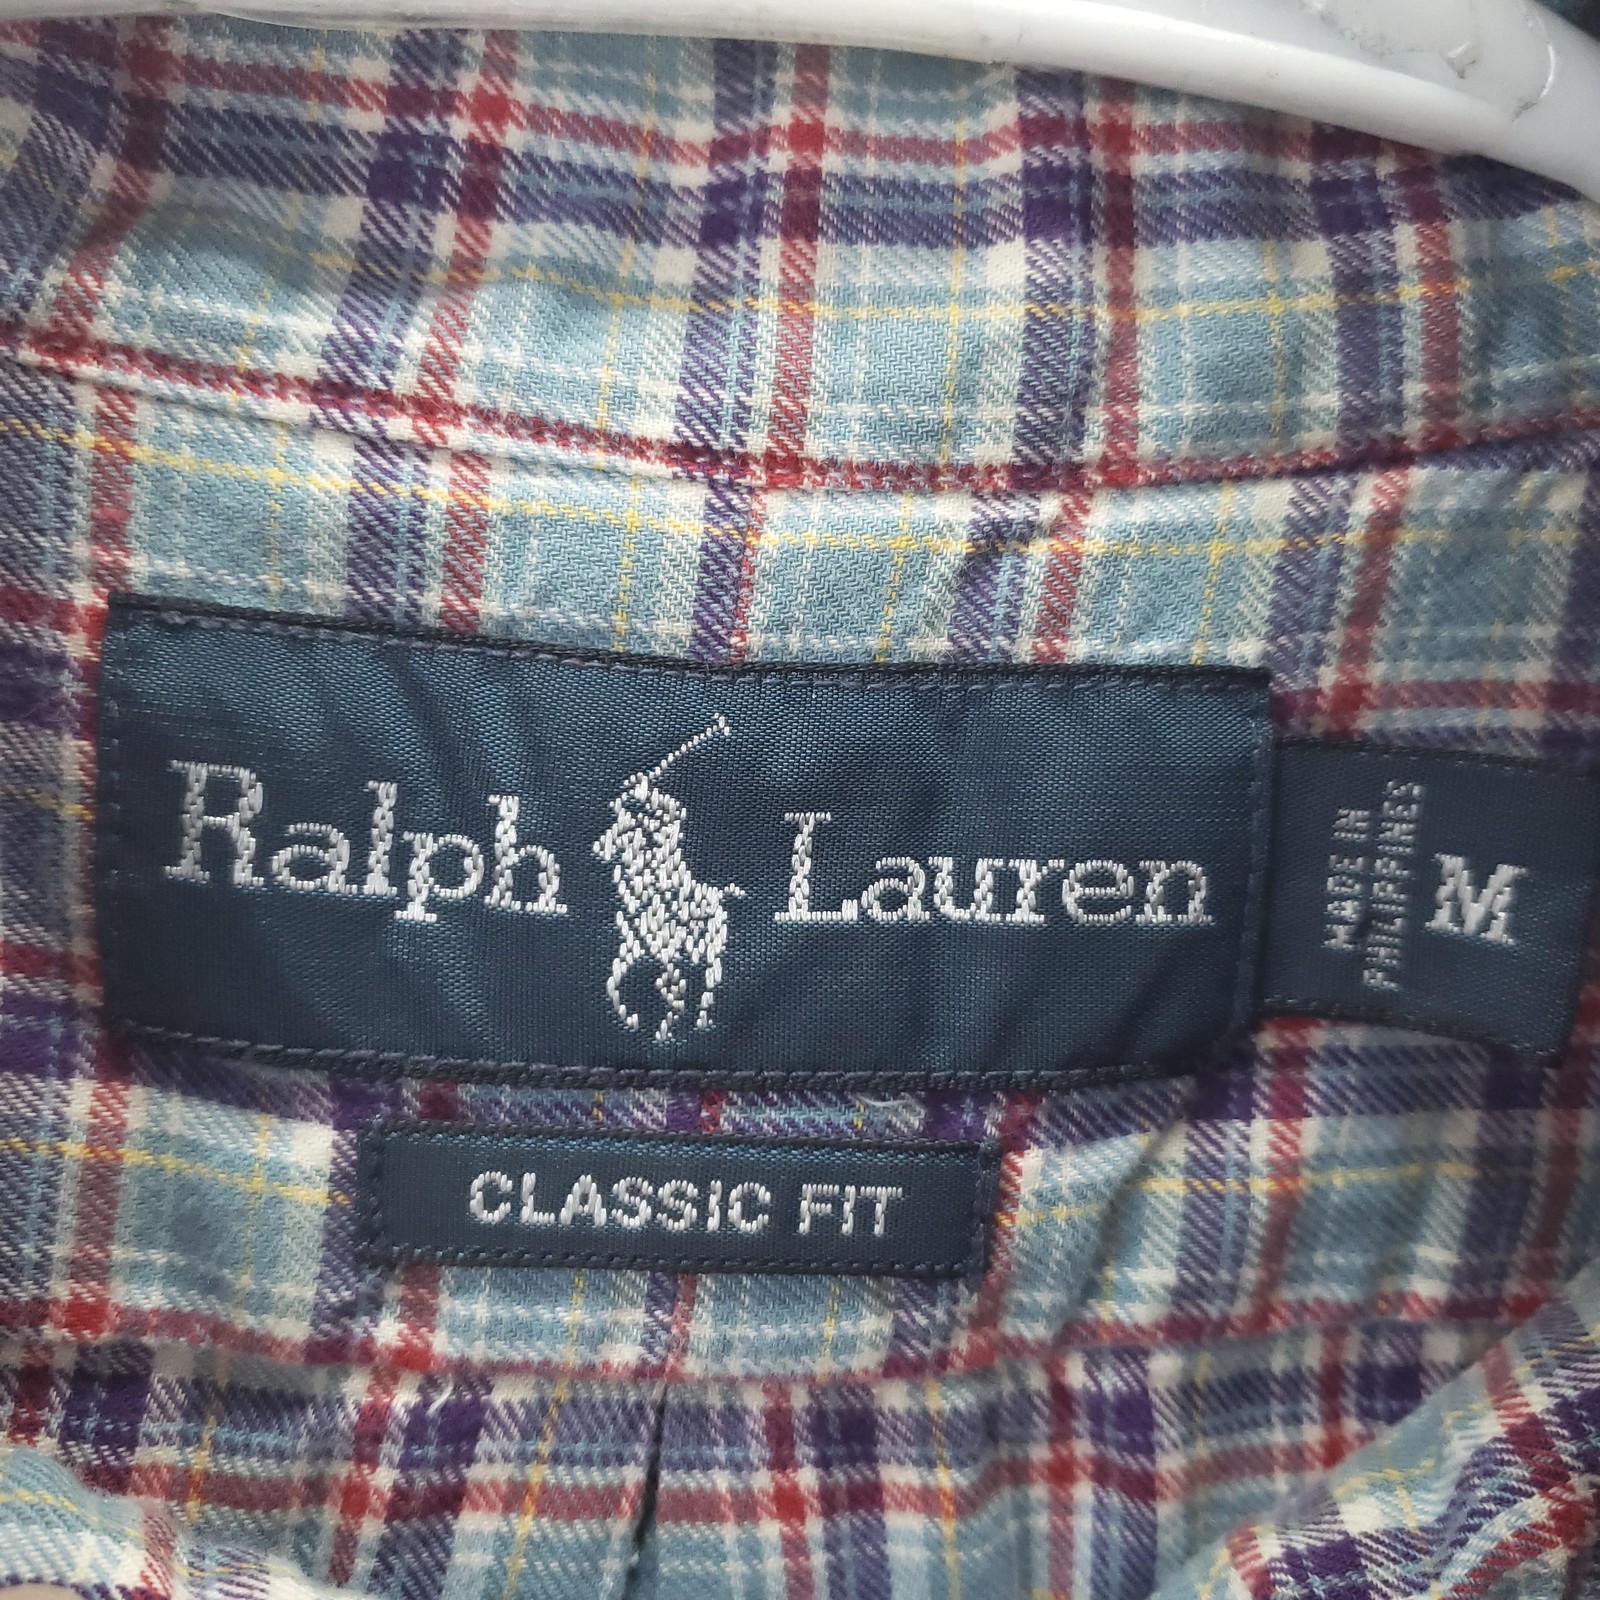 Ralph Lauren
MADE IN
PHILIPPINES
M
CLASSIC FIT